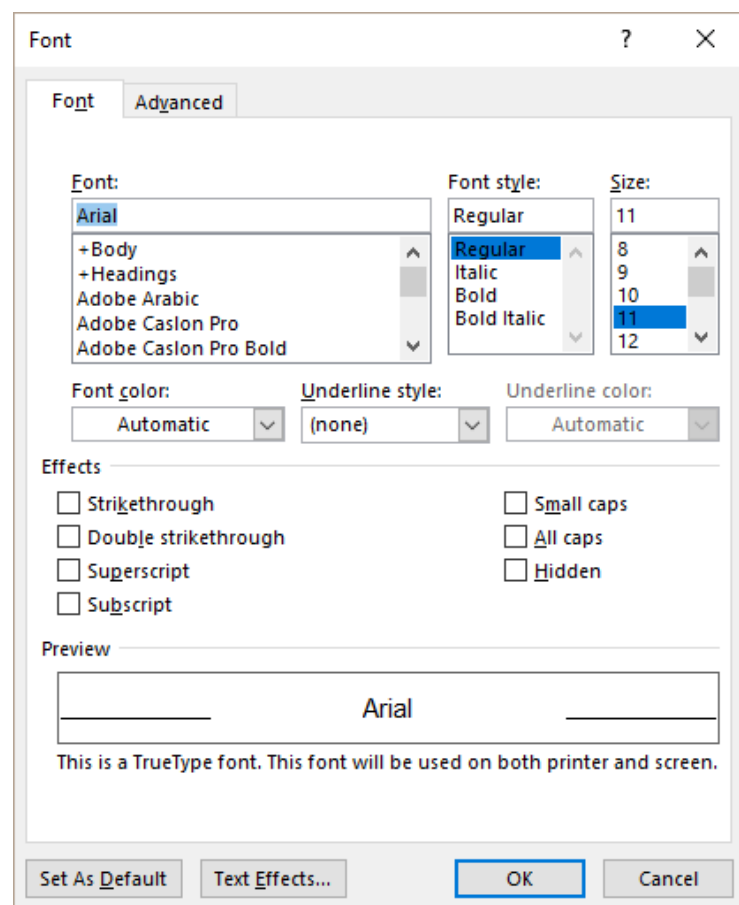 Font ?
Font Advanced
Font: Font style: Size:
Arial Regular 11
+Body Regular 8
+Headings Italic 9
Adobe Arabic Bold 10
Adobe Caslon Pro Bold Italic 11
Adobe Caslon Pro Bold 12
Font color: Underline style: Underline color:
Automatic (none) Automatic
Effects
Strikethrough Small caps
Double strikethrough All caps
Superscript Hidden
Subscript
Preview
Arial
This is a TrueType font. This font will be used on both printer and screen.
Set As Default Text Effects... OK Cancel